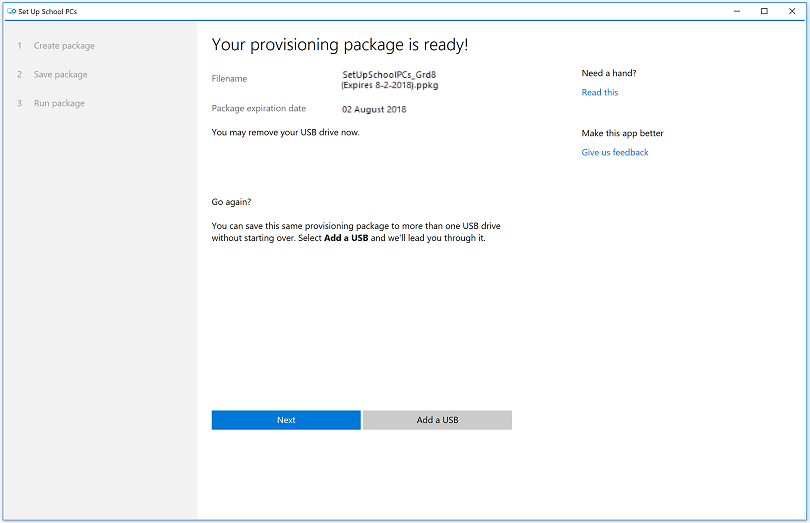 Set Up School PCs
1 Create package
2 Save package
3 Run package
Your provisioning package is ready!
Filename
SetUpSchoolPCs_Grd8
(Expires 8-2-2018).ppkg
Package expiration date
02 August 2018
You may remove your USB drive now.
Go again?
You can save this same provisioning package to more than one USB drive
without starting over. Select Add a USB and we'll lead you through it.
Next
Add a USB
Need a hand?
Read this
Make this app better
Give us feedback